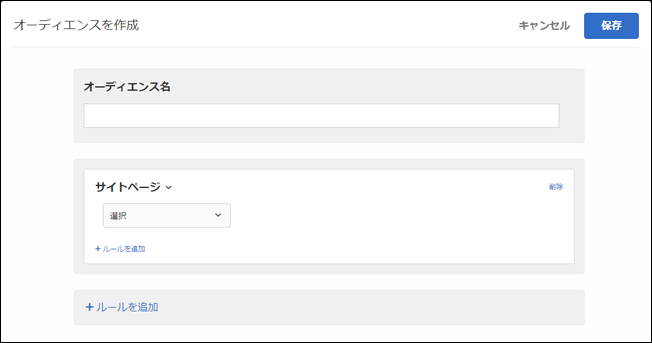 オーディエンスを作成
キャンセル
保存
オーディエンス名
サイトページ
削除
選択
+ ルールを追加
+ ルールを追加